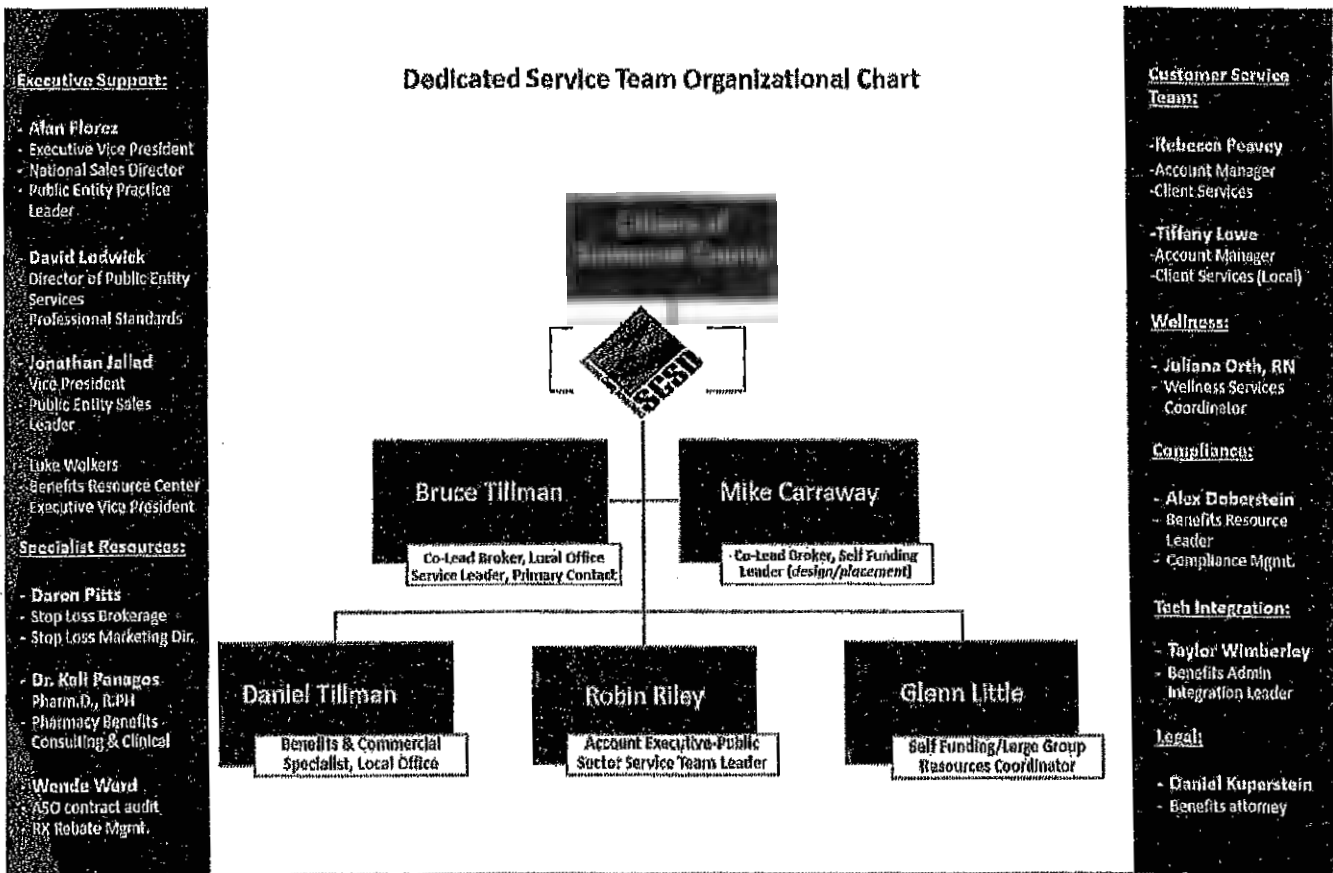 Dedicated Service Team Organizational Chart
Executive Support:
- Alan Florez
- Executive Vice President
- National Sales Director
- Public Entity Practice
Leader
- David Lodwick
Director of Public Entity
Services
Professional Standards
- Jonathan Jallad
Vice President
Public Entity Sales
Leader
- Luke Walkers
Benefits Resource Center
Executive Vice President
Specialist Resources:
- Daron Pitts
- Stop Loss Brokerage
- Stop Loss Marketing Dir.
- Dr. Kali Panagos
Pharm.D., R.PH
- Pharmacy Benefits
Consulting & Clinical
Wende Ward
- ASO contract audit
- RX Rebate Mgmt.
Citizens of
County
SCSD
Bruce Tillman
Co-Lead Broker, Local Office
Service Leader, Primary Contact
Mike Carraway
Co-Lead Broker, Self Funding
Leader (design/placement)
Daniel Tillman
Benefits & Commercial
Specialist, Local Office
Robin Riley
Account Executive-Public
Sector Service Team Leader
Glenn Little
Self Funding/Large Group
Resources Coordinator
Customer Service
Team:
-Rebecca Peavey
-Account Manager
-Client Services
-Tiffany Lowe
-Account Manager
-Client Services (Local)
Wellness:
- Juliana Orth, RN
- Wellness Services
Coordinator
Compliance:
- Alex Doberstein
- Benefits Resource
Leader
- Compliance Mgmt.
Tech Integration:
- Taylor Wimberley
- Benefits Admin
Integration Leader
Legal:
- Daniel Kuperstein
- Benefits attorney